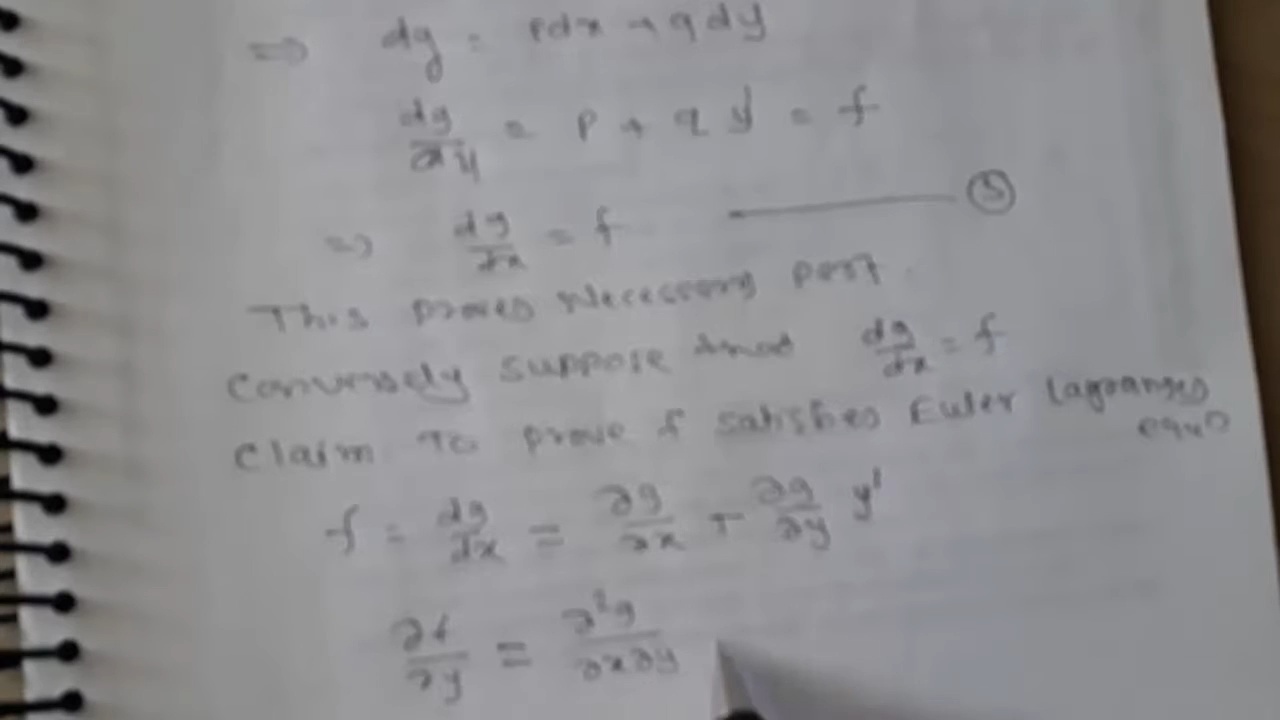 ⇒ dg = pdx + q dy
dg/dx = p + q y' = f
⇒ dg/dx = f ——— ⑤
This proves Necessary part.
Conversely suppose that dg/dx = f
Claim To prove f satisfies Euler Lagranges eqn
f = dg/dx = ∂g/∂x + ∂g/∂y y'
∂f/∂y = ∂²g/∂x∂y